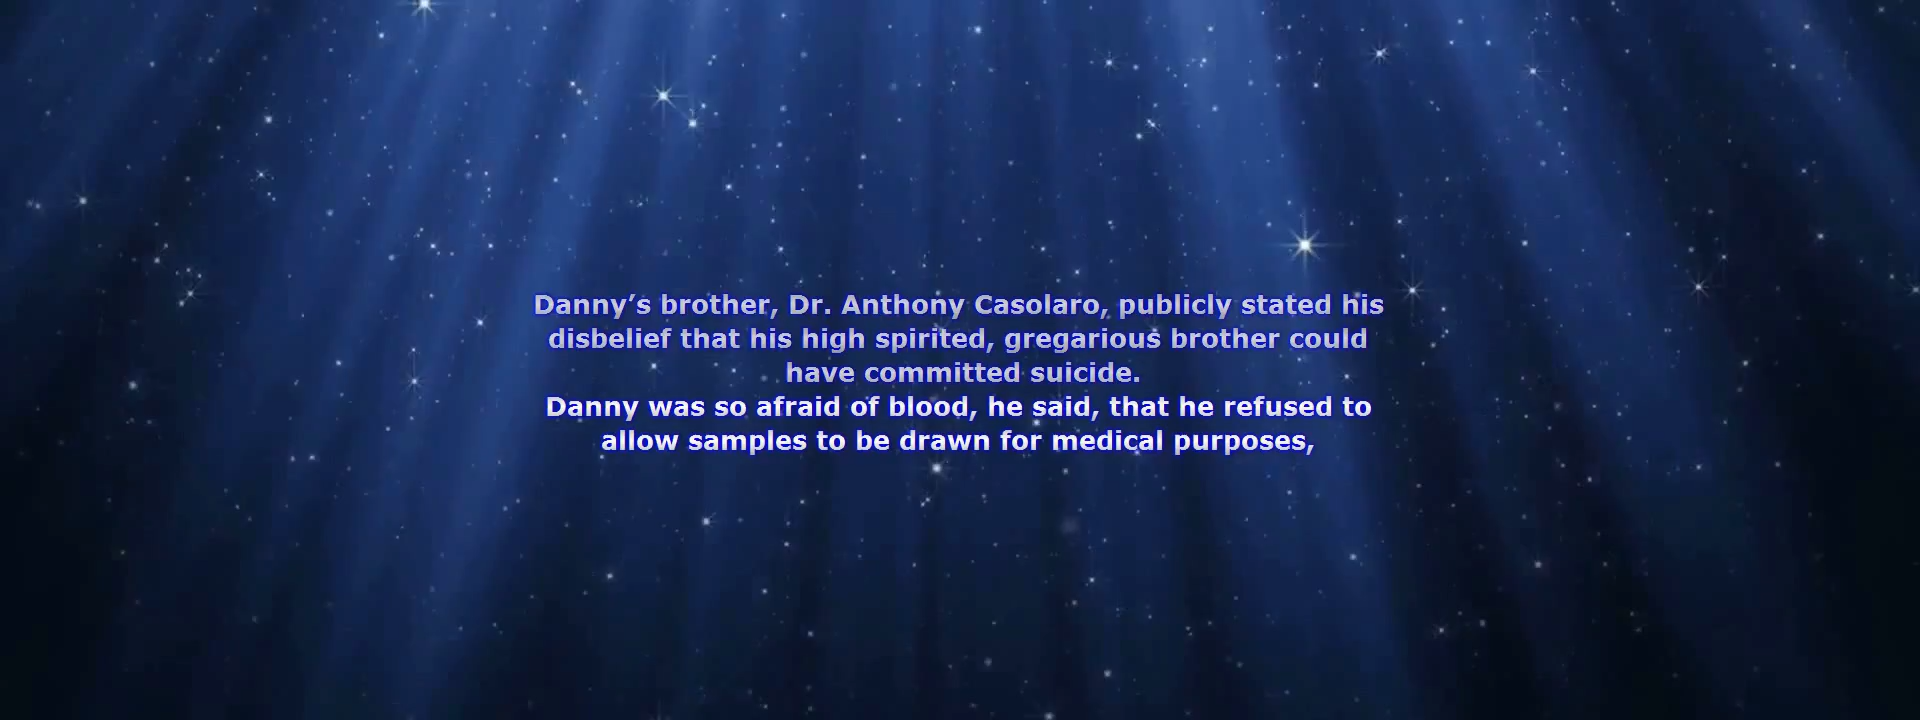 Danny’s brother, Dr. Anthony Casolaro, publicly stated his
disbelief that his high spirited, gregarious brother could
have committed suicide.
Danny was so afraid of blood, he said, that he refused to
allow samples to be drawn for medical purposes,